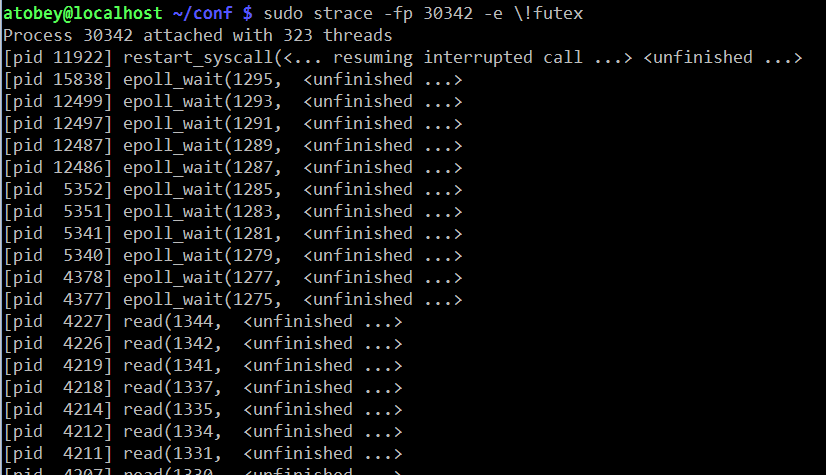 atobey@localhost ~/conf $ sudo strace -fp 30342 -e \!futex
Process 30342 attached with 323 threads
[pid 11922] restart_syscall(<... resuming interrupted call ...> <unfinished ...>
[pid 15838] epoll_wait(1295,  <unfinished ...>
[pid 12499] epoll_wait(1293,  <unfinished ...>
[pid 12497] epoll_wait(1291,  <unfinished ...>
[pid 12487] epoll_wait(1289,  <unfinished ...>
[pid 12486] epoll_wait(1287,  <unfinished ...>
[pid  5352] epoll_wait(1285,  <unfinished ...>
[pid  5351] epoll_wait(1283,  <unfinished ...>
[pid  5341] epoll_wait(1281,  <unfinished ...>
[pid  5340] epoll_wait(1279,  <unfinished ...>
[pid  4378] epoll_wait(1277,  <unfinished ...>
[pid  4377] epoll_wait(1275,  <unfinished ...>
[pid  4227] read(1344,  <unfinished ...>
[pid  4226] read(1342,  <unfinished ...>
[pid  4219] read(1341,  <unfinished ...>
[pid  4218] read(1337,  <unfinished ...>
[pid  4214] read(1335,  <unfinished ...>
[pid  4212] read(1334,  <unfinished ...>
[pid  4211] read(1331,  <unfinished ...>
[pid  4207] read(1330,  <unfinished ...>